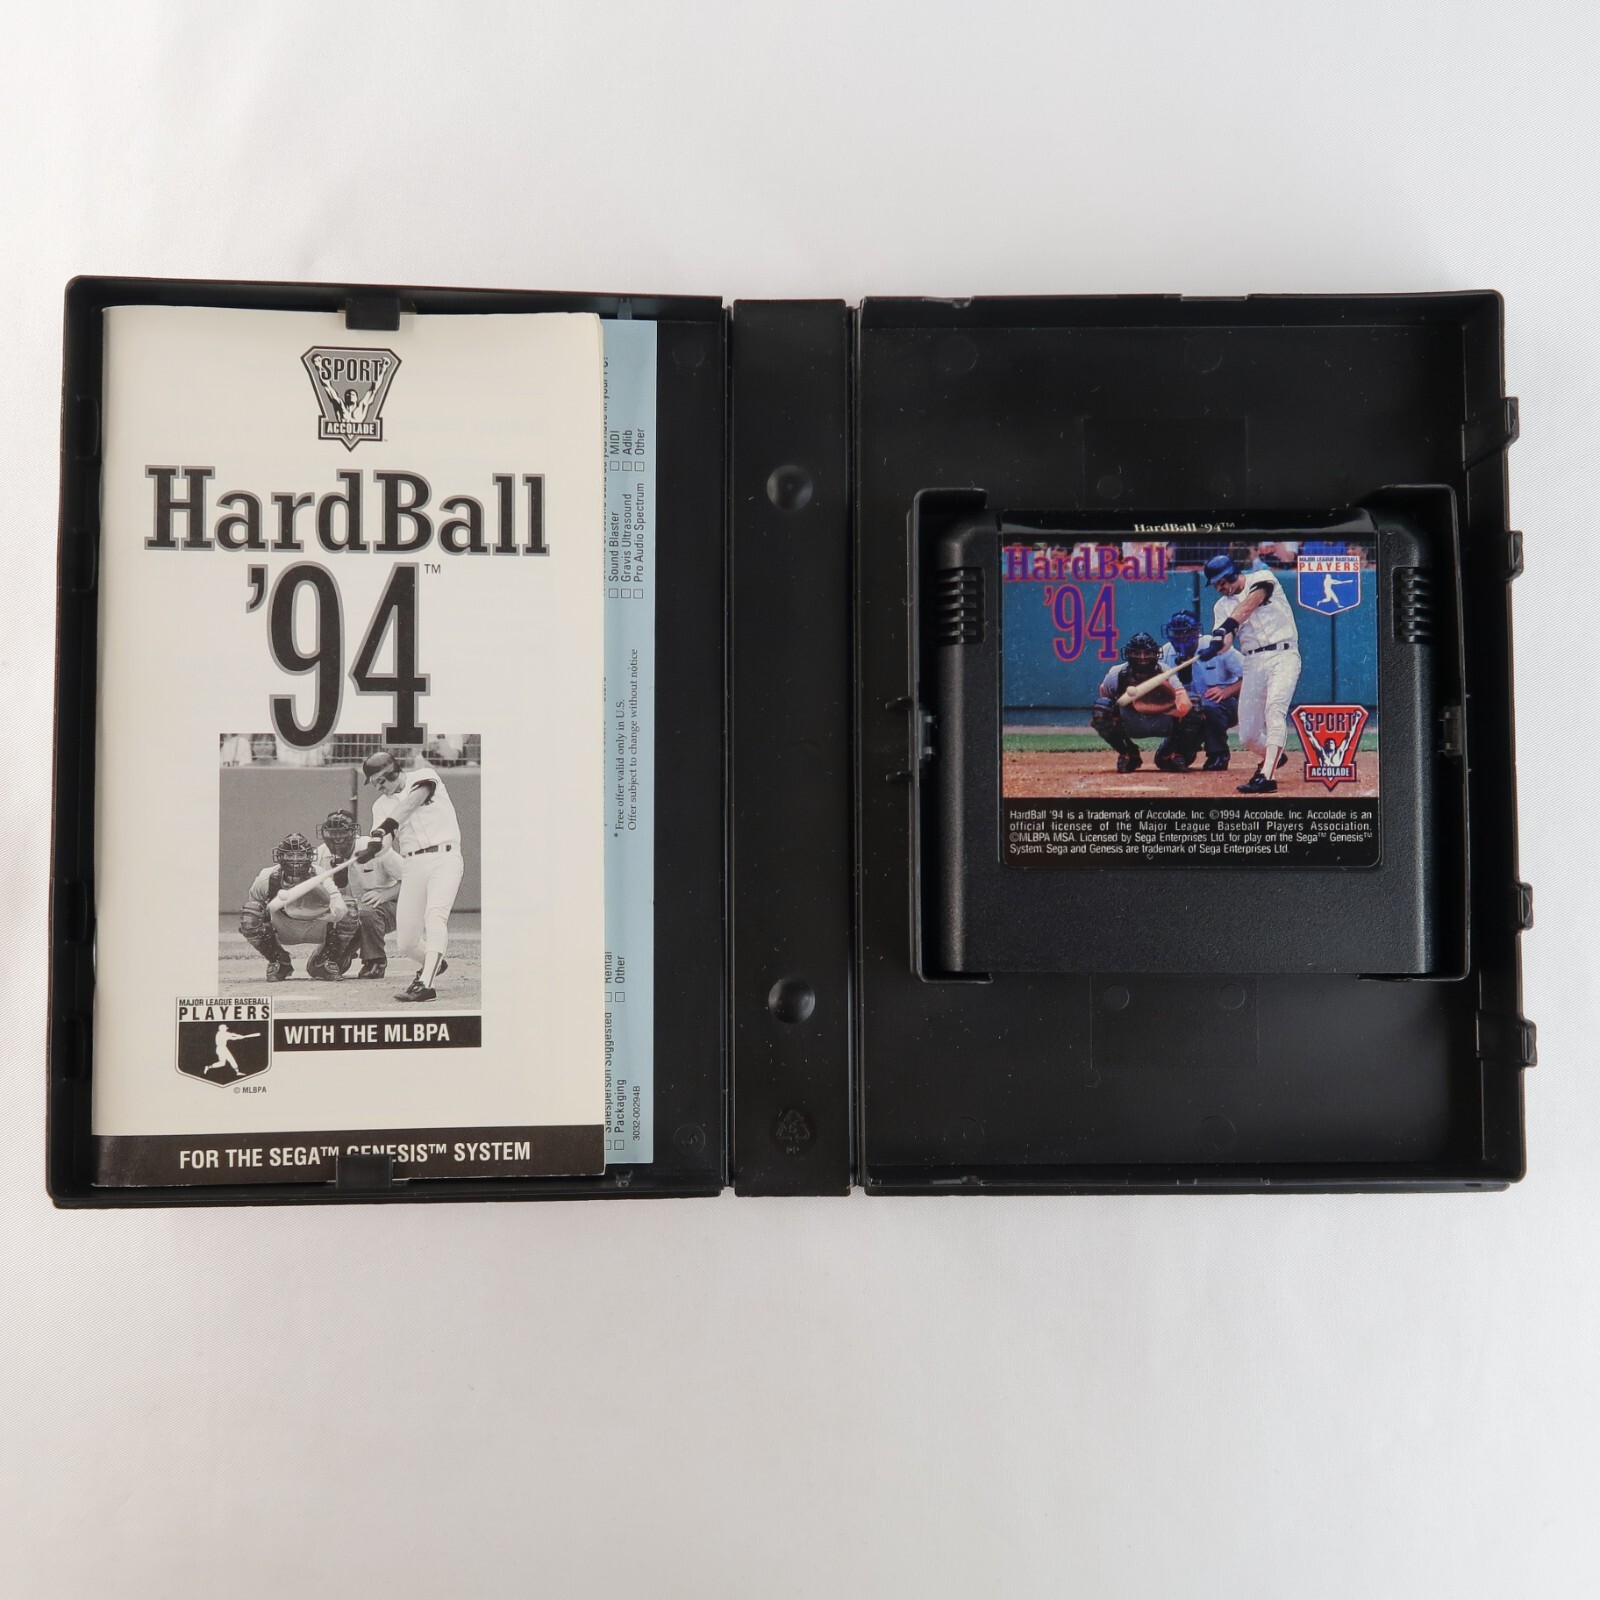 SPORT
ACCOLADE
HardBall
'94™
MAJOR LEAGUE BASEBALL
PLAYERS
WITH THE MLBPA
© MLBPA
FOR THE SEGA™ GENESIS™ SYSTEM
☐ Sound Blaster ☐ MIDI
☐ Gravis Ultrasound ☐ Adlib
☐ Pro Audio Spectrum ☐ Other
* Free offer valid only in U.S.
Offer subject to change without notice
☐ Salesperson Suggested ☐ Rental
☐ Packaging ☐ Other
3032-00294B
HardBall '94™
HardBall
'94
MAJOR LEAGUE BASEBALL
PLAYERS
SPORT
ACCOLADE
HardBall '94 is a trademark of Accolade, Inc. ©1994 Accolade, Inc. Accolade is an
official licensee of the Major League Baseball Players Association.
©MLBPA MSA. Licensed by Sega Enterprises Ltd. for play on the Sega™ Genesis™
System. Sega and Genesis are trademark of Sega Enterprises Ltd.